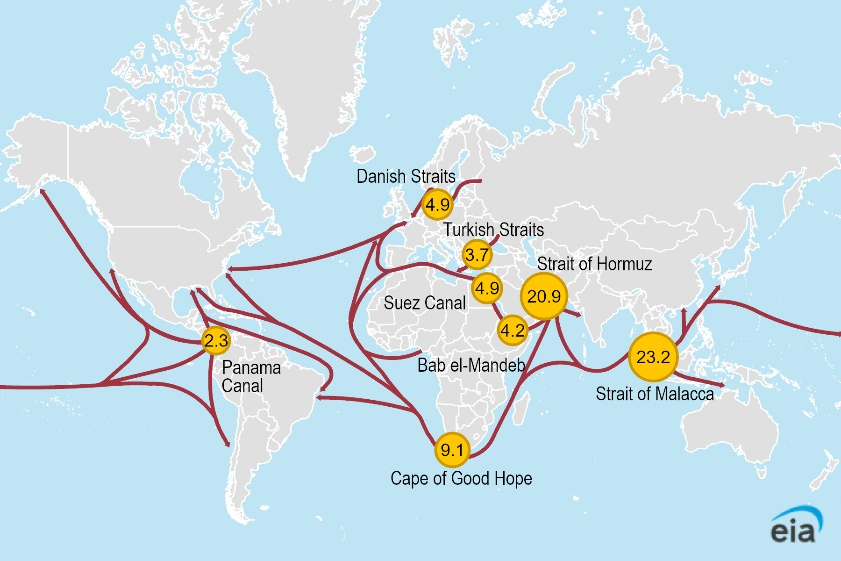 Danish Straits
4.9
Turkish Straits
3.7
Strait of Hormuz
20.9
Suez Canal
4.9
4.2
Bab el-Mandeb
2.3
Panama
Canal
23.2
Strait of Malacca
9.1
Cape of Good Hope
eia